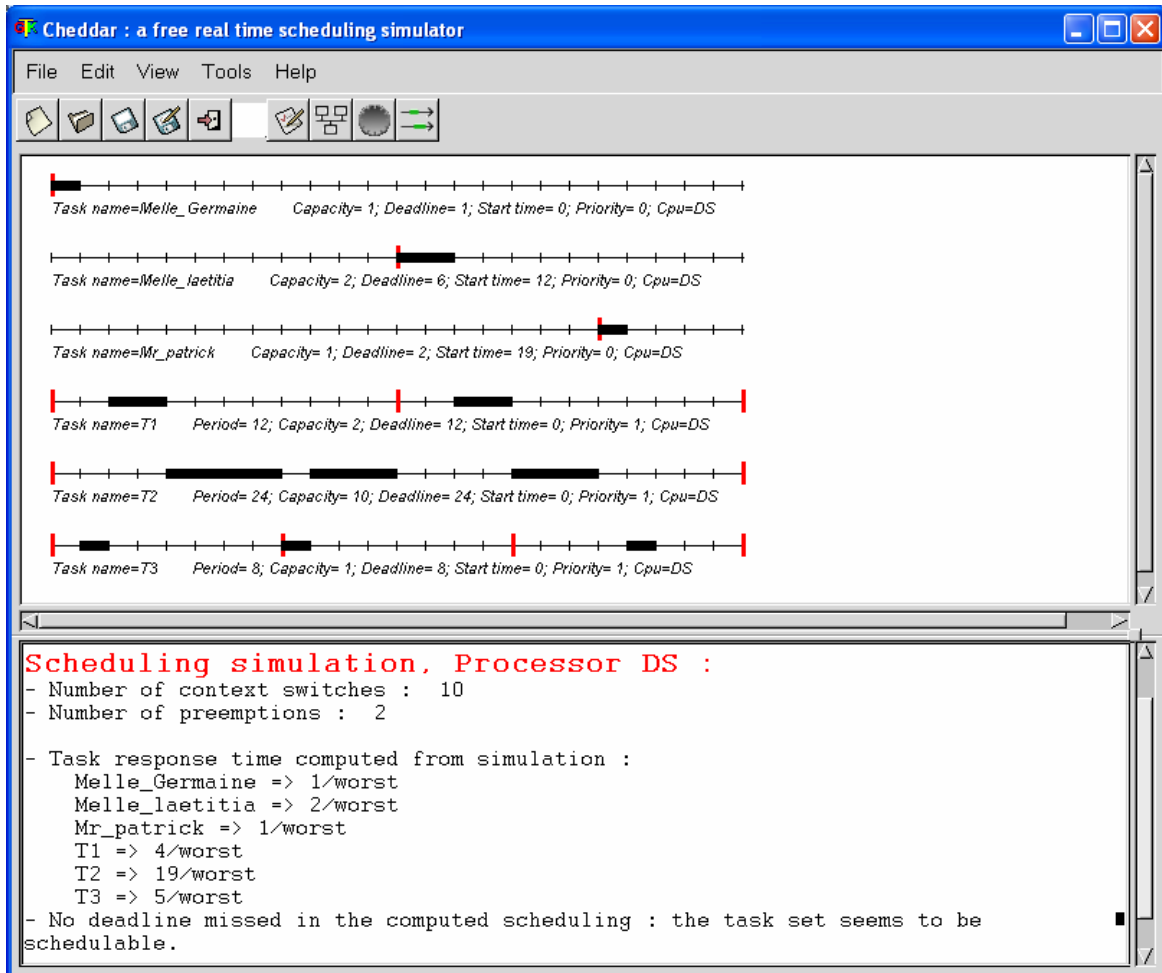 Cheddar : a free real time scheduling simulator
File Edit View Tools Help
Task name=Melle_Germaine Capacity= 1; Deadline= 1; Start time= 0; Priority= 0; Cpu=DS
Task name=Melle_laetitia Capacity= 2; Deadline= 6; Start time= 12; Priority= 0; Cpu=DS
Task name=Mr_patrick Capacity= 1; Deadline= 2; Start time= 19; Priority= 0; Cpu=DS
Task name=T1 Period= 12; Capacity= 2; Deadline= 12; Start time= 0; Priority= 1; Cpu=DS
Task name=T2 Period= 24; Capacity= 10; Deadline= 24; Start time= 0; Priority= 1; Cpu=DS
Task name=T3 Period= 8; Capacity= 1; Deadline= 8; Start time= 0; Priority= 1; Cpu=DS
Scheduling simulation, Processor DS :
- Number of context switches : 10
- Number of preemptions : 2
- Task response time computed from simulation :
Melle_Germaine => 1/worst
Melle_laetitia => 2/worst
Mr_patrick => 1/worst
T1 => 4/worst
T2 => 19/worst
T3 => 5/worst
- No deadline missed in the computed scheduling : the task set seems to be
schedulable.